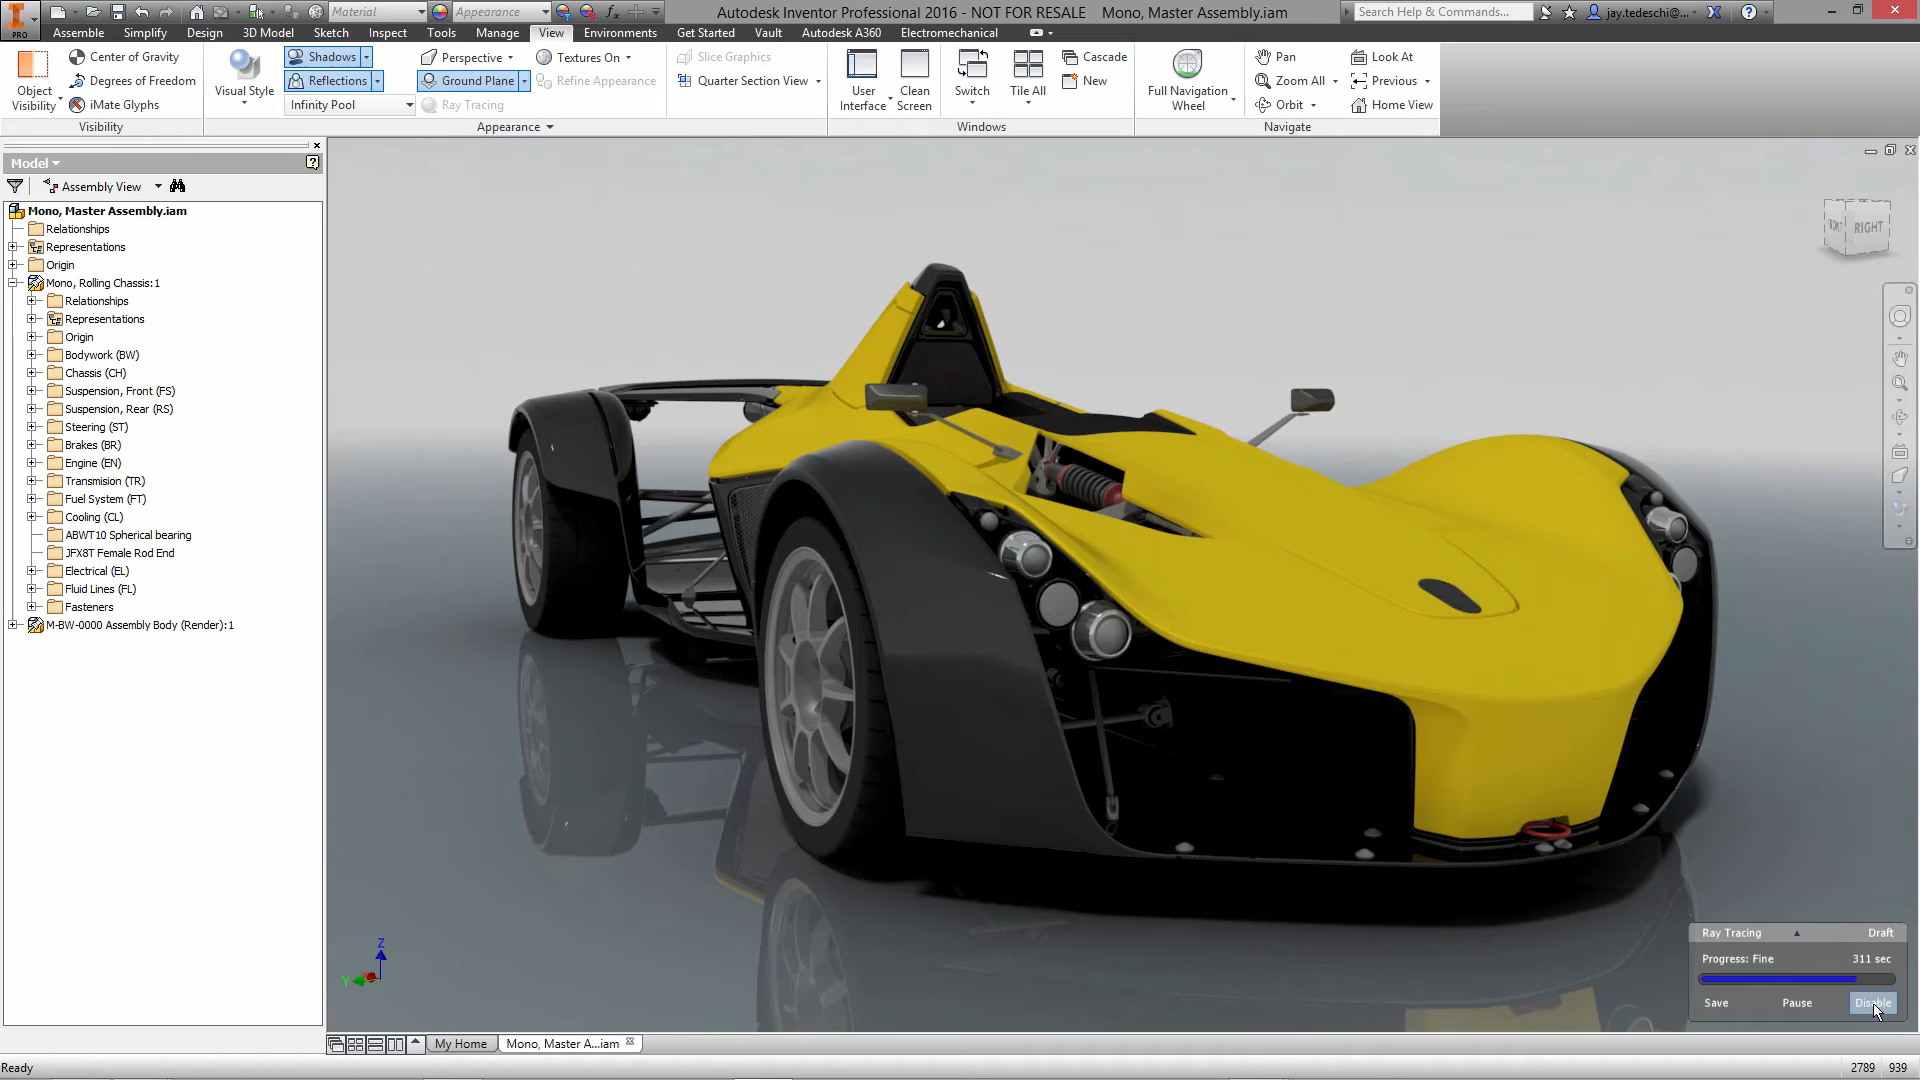 Material
Appearance
Autodesk Inventor Professional 2016 - NOT FOR RESALE Mono, Master Assembly.iam
Search Help & Commands...
jay.tedeschi@...
PRO
Assemble Simplify Design 3D Model Sketch Inspect Tools Manage View Environments Get Started Vault Autodesk A360 Electromechanical
Object Visibility
Center of Gravity
Degrees of Freedom
iMate Glyphs
Visibility
Visual Style
Shadows
Reflections
Infinity Pool
Perspective
Ground Plane
Ray Tracing
Textures On
Refine Appearance
Appearance
Slice Graphics
Quarter Section View
User Interface
Clean Screen
Switch
Tile All
Cascade
New
Windows
Full Navigation Wheel
Pan
Zoom All
Orbit
Look At
Previous
Home View
Navigate
Model
Assembly View
Mono, Master Assembly.iam
Relationships
Representations
Origin
Mono, Rolling Chassis:1
Relationships
Representations
Origin
Bodywork (BW)
Chassis (CH)
Suspension, Front (FS)
Suspension, Rear (RS)
Steering (ST)
Brakes (BR)
Engine (EN)
Transmision (TR)
Fuel System (FT)
Cooling (CL)
ABWT10 Spherical bearing
JFX8T Female Rod End
Electrical (EL)
Fluid Lines (FL)
Fasteners
M-BW-0000 Assembly Body (Render):1
FRONT RIGHT
Z
Y
Ray Tracing Draft
Progress: Fine 311 sec
Save Pause Disable
My Home Mono, Master A...iam
Ready 2789 939